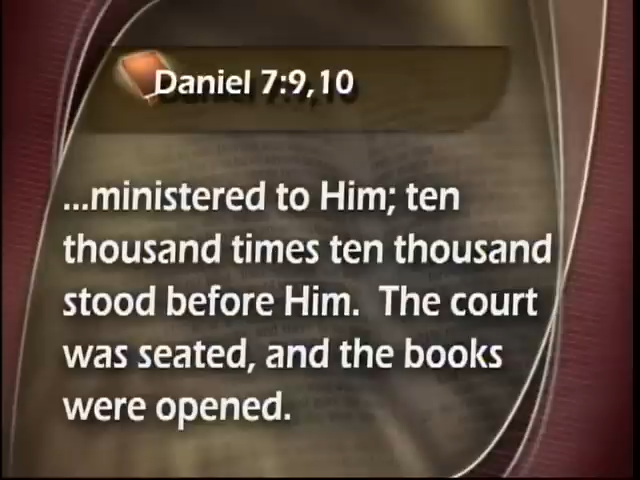 Daniel 7:9,10
...ministered to Him; ten
thousand times ten thousand
stood before Him. The court
was seated, and the books
were opened.